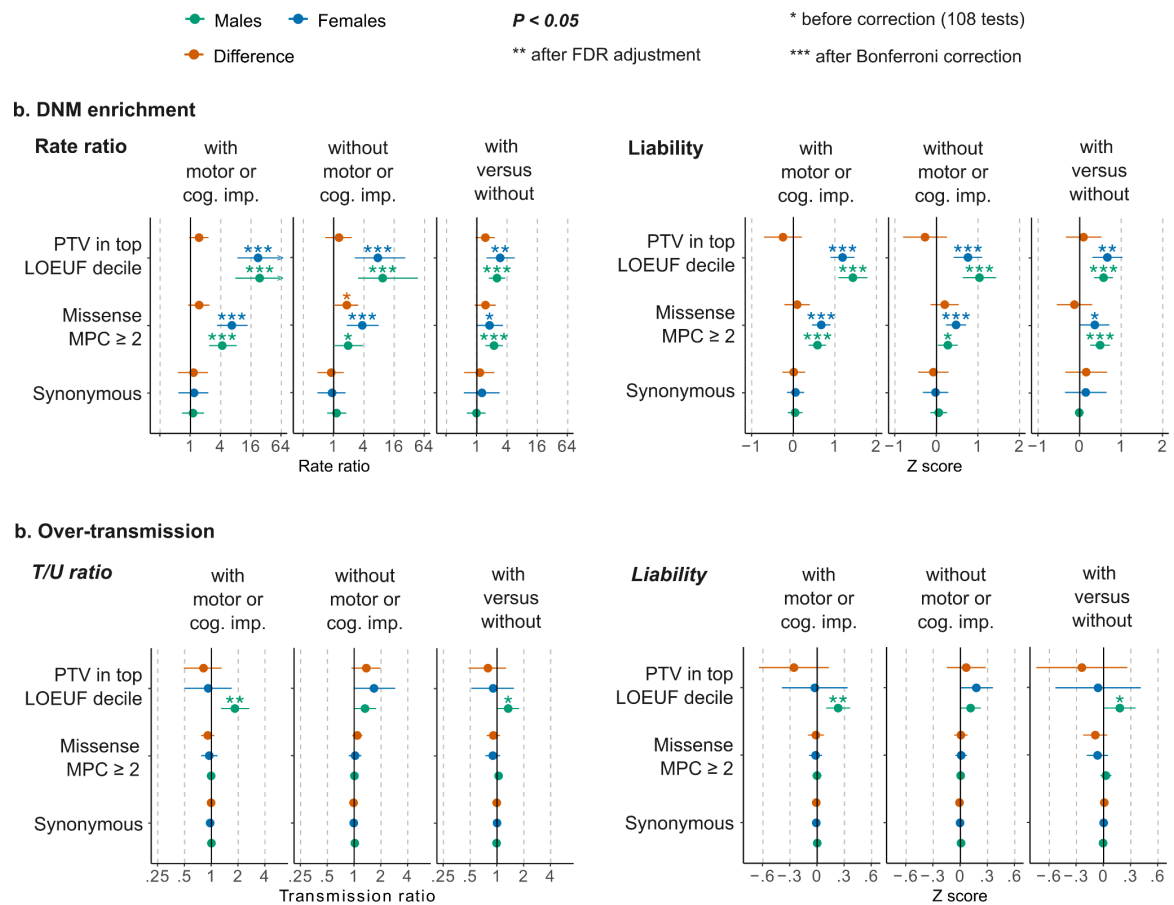 Males
Females
P < 0.05
* before correction (108 tests)
Difference
** after FDR adjustment
*** after Bonferroni correction
b. DNM enrichment
Rate ratio
with
motor or
cog. imp.
without
motor or
cog. imp.
with
versus
without
PTV in top
LOEUF decile
Missense
MPC ≥ 2
Synonymous
*** *** **
*** *** ***
*
*** *** *
*** * ***
1 4 16 64 1 4 16 64 1 4 16 64
Rate ratio
Liability
with
motor or
cog. imp.
without
motor or
cog. imp.
with
versus
without
PTV in top
LOEUF decile
Missense
MPC ≥ 2
Synonymous
*** *** **
*** *** ***
*** *** *
*** * ***
−1 0 1 2 −1 0 1 2 −1 0 1 2
Z score
b. Over-transmission
T/U ratio
with
motor or
cog. imp.
without
motor or
cog. imp.
with
versus
without
PTV in top
LOEUF decile
Missense
MPC ≥ 2
Synonymous
** *
.25 .5 1 2 4 .25 .5 1 2 4 .25 .5 1 2 4
Transmission ratio
Liability
with
motor or
cog. imp.
without
motor or
cog. imp.
with
versus
without
PTV in top
LOEUF decile
Missense
MPC ≥ 2
Synonymous
** *
−.6 0 .3 .6 −.6 0 .3 .6 −.6 0 .3 .6
Z score